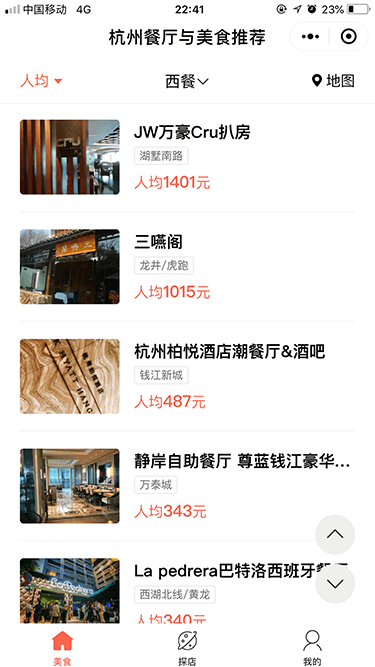 中国移动 4G 22:41 23%
杭州餐厅与美食推荐
人均 西餐 地图
JW万豪Cru扒房
湖墅南路
人均1401元
三嚥阁
龙井/虎跑
人均1015元
杭州柏悦酒店潮餐厅&酒吧
钱江新城
人均487元
静岸自助餐厅 尊蓝钱江豪华...
万泰城
人均343元
La pedrera巴特洛西班牙餐厅
西湖北线/黄龙
人均340元
美食 探店 我的